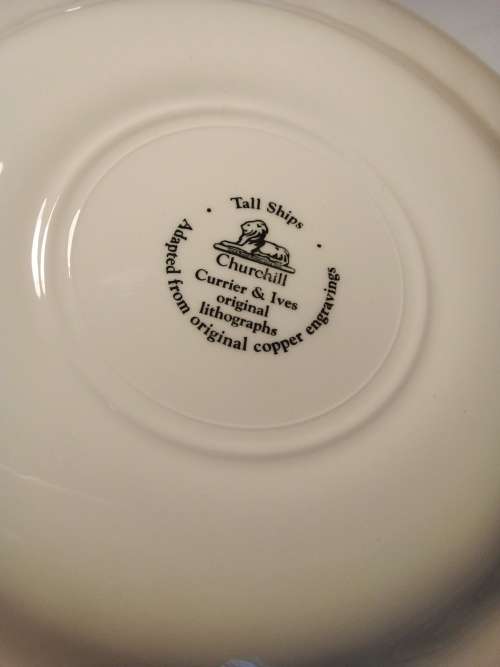 Tall Ships
Churchill
Currier & Ives
original
lithographs
Adapted from original copper engravings